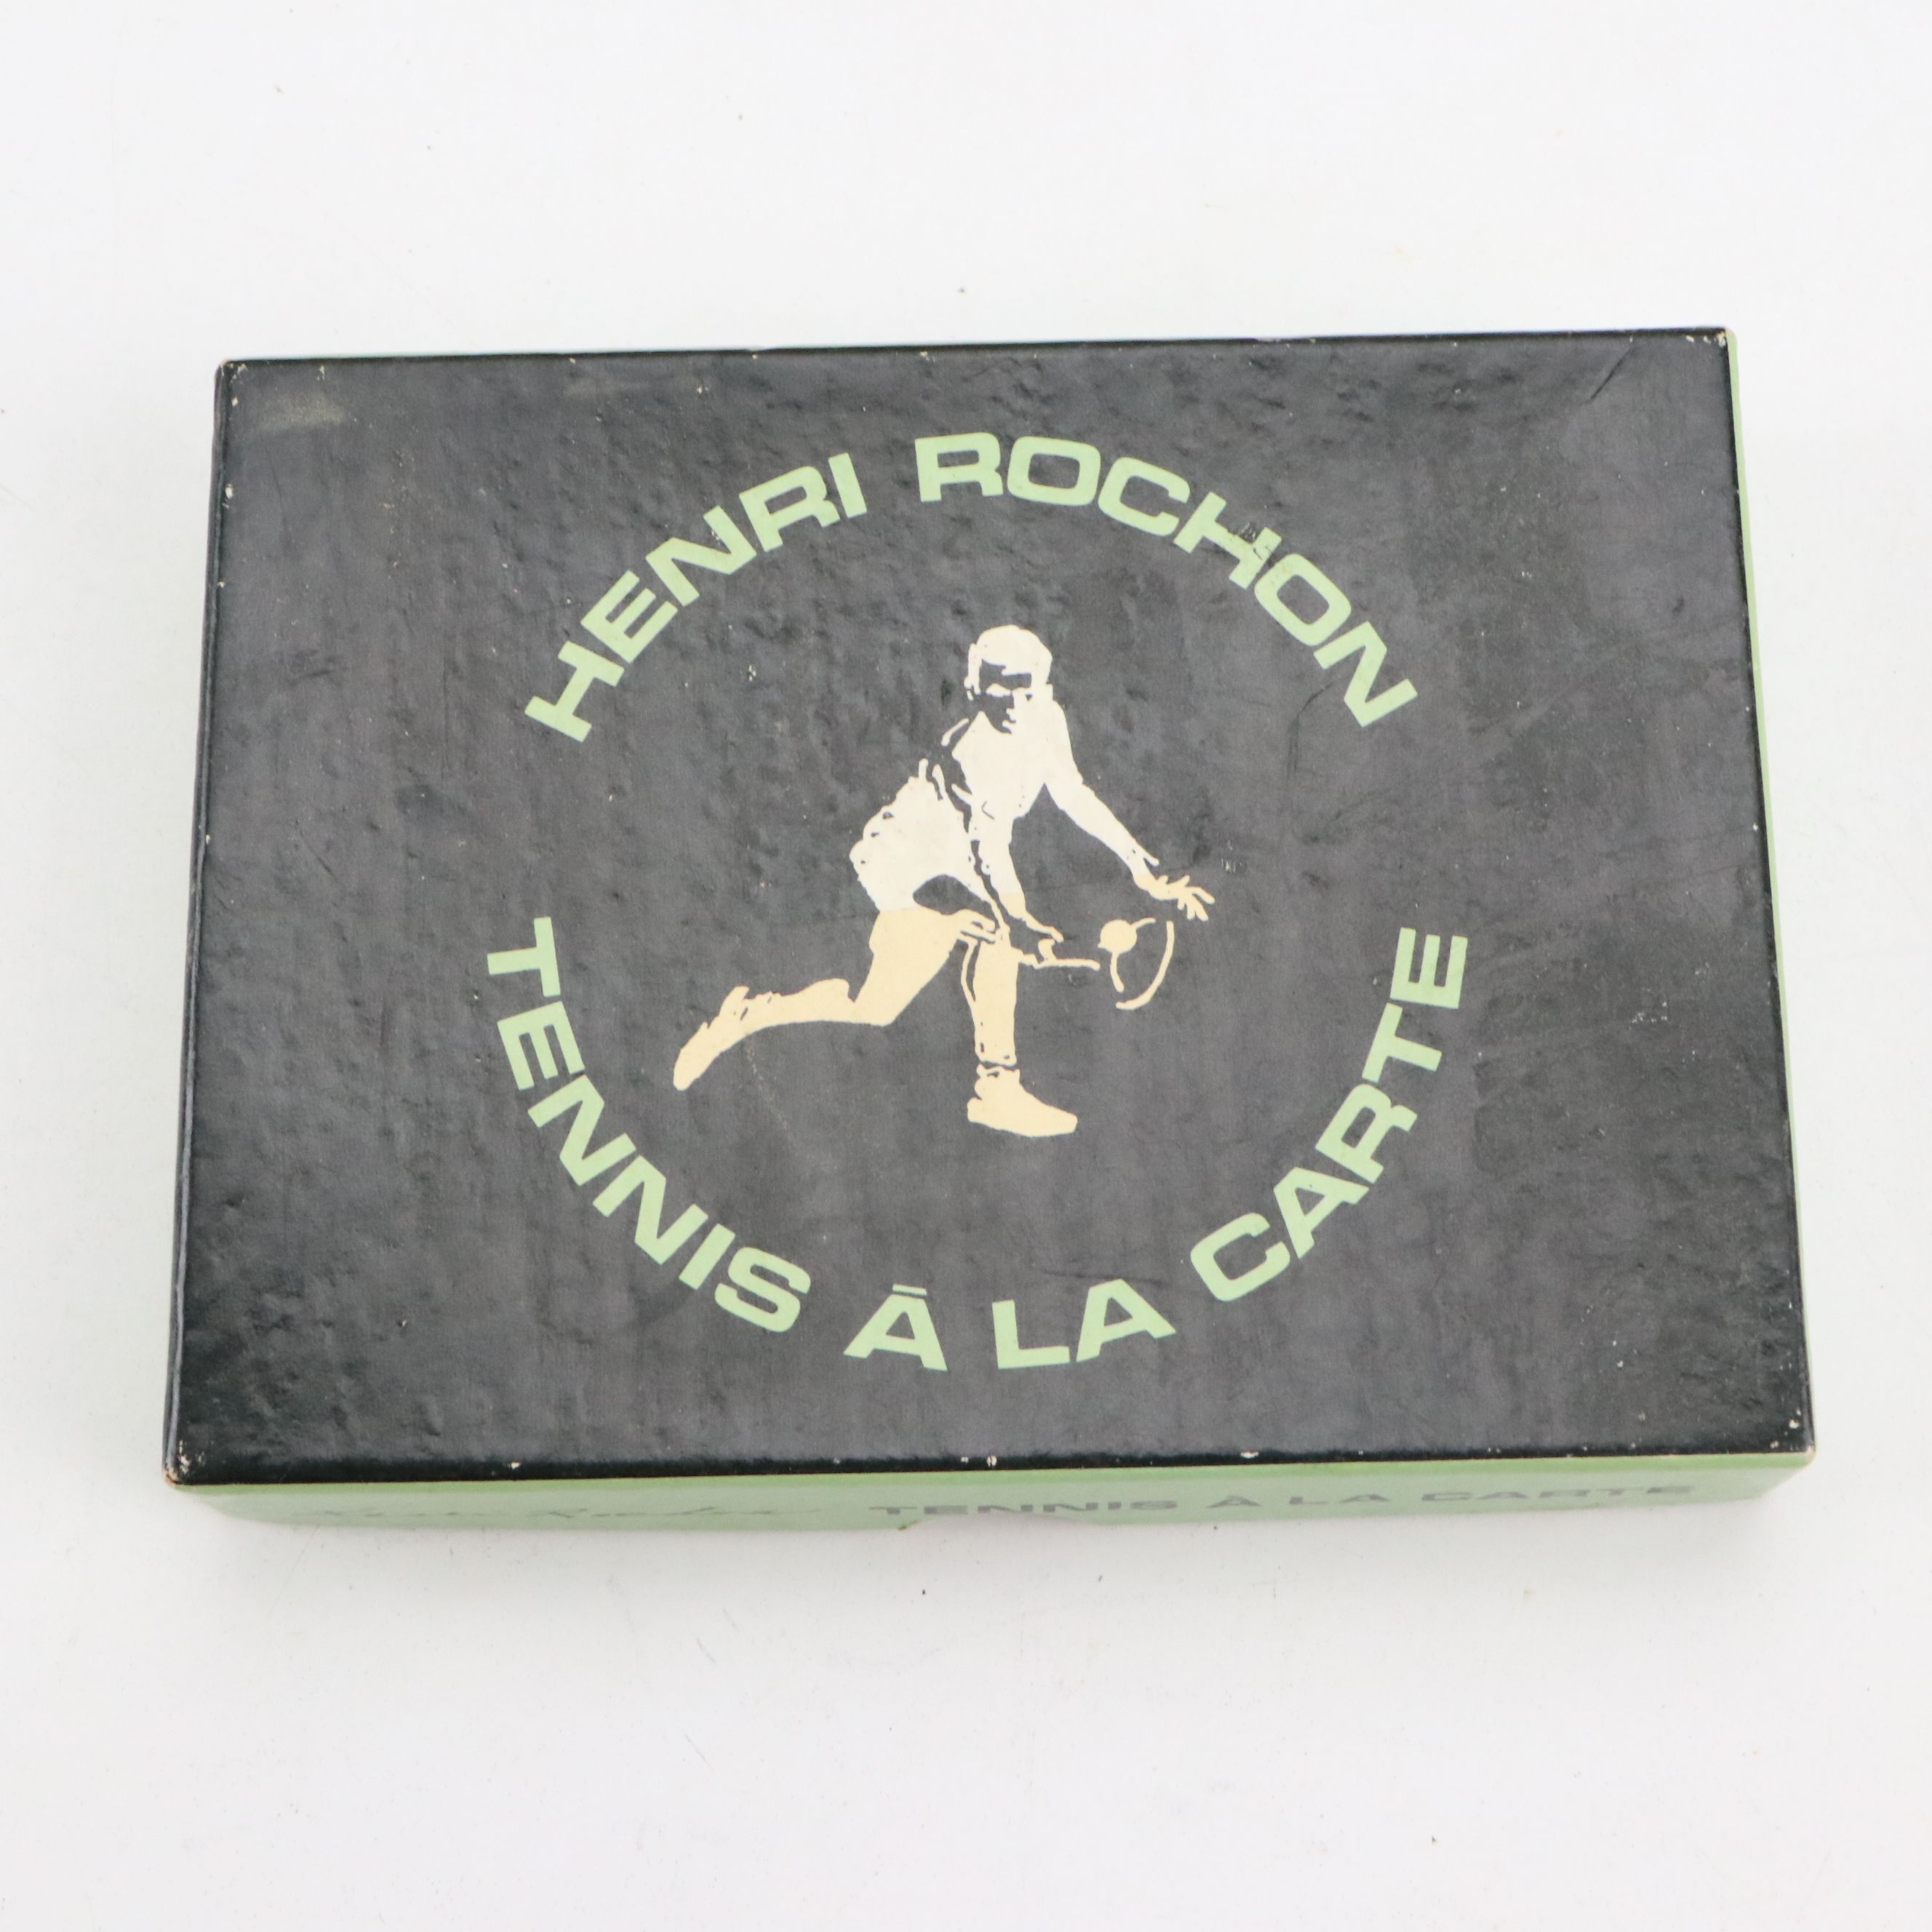 HENRI ROCHON
TENNIS À LA CARTE
TENNIS À LA CARTE